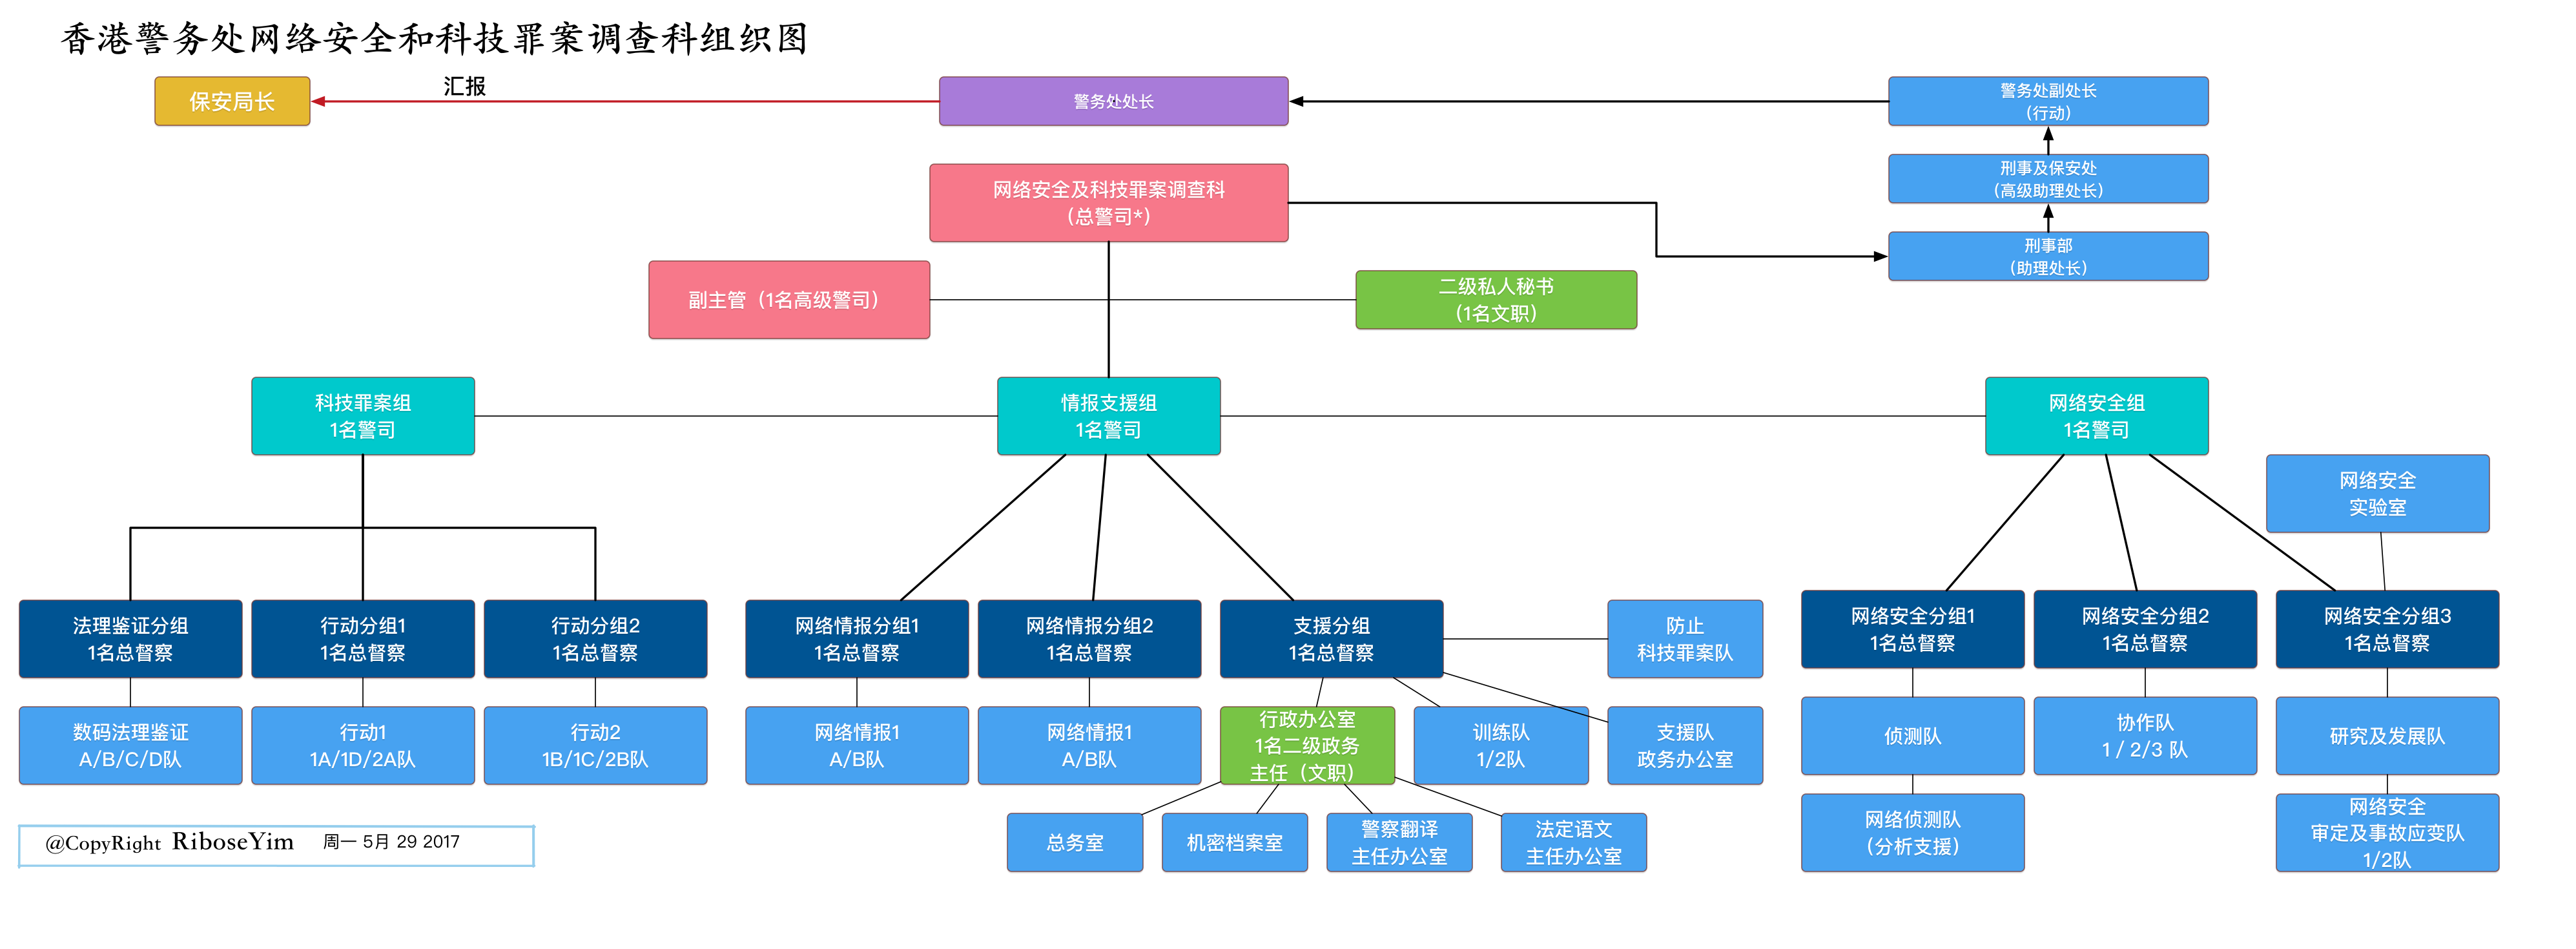 香港警务处网络安全和科技罪案调查科组织图
保安局长
汇报
警务处处长
警务处副处长
（行动）
刑事及保安处
（高级助理处长）
刑事部
（助理处长）
网络安全及科技罪案调查科
（总警司*）
副主管（1名高级警司）
二级私人秘书
（1名文职）
科技罪案组
1名警司
情报支援组
1名警司
网络安全组
1名警司
网络安全
实验室
法理鉴证分组
1名总督察
行动分组1
1名总督察
行动分组2
1名总督察
网络情报分组1
1名总督察
网络情报分组2
1名总督察
支援分组
1名总督察
防止
科技罪案队
网络安全分组1
1名总督察
网络安全分组2
1名总督察
网络安全分组3
1名总督察
数码法理鉴证
A/B/C/D队
行动1
1A/1D/2A队
行动2
1B/1C/2B队
网络情报1
A/B队
网络情报1
A/B队
行政办公室
1名二级政务
主任（文职）
训练队
1/2队
支援队
政务办公室
侦测队
协作队
1 / 2/3 队
研究及发展队
总务室
机密档案室
警察翻译
主任办公室
法定语文
主任办公室
网络侦测队
（分析支援）
网络安全
审定及事故应变队
1/2队
@CopyRight RiboseYim 周一 5月 29 2017